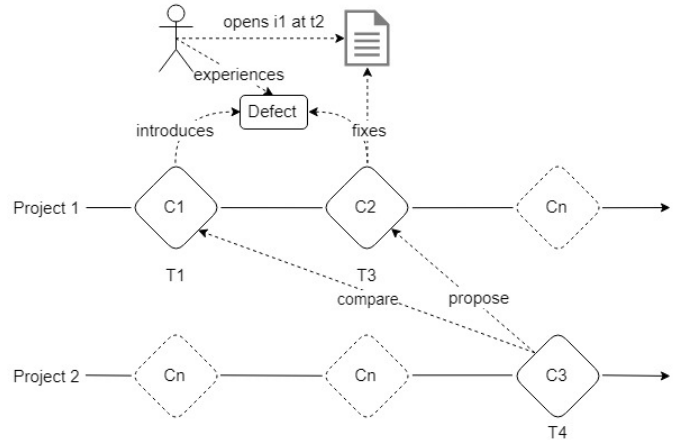 opens i1 at t2
experiences
Defect
introduces
fixes
Project 1
C1
C2
Cn
T1
T3
compare
propose
Project 2
Cn
Cn
C3
T4